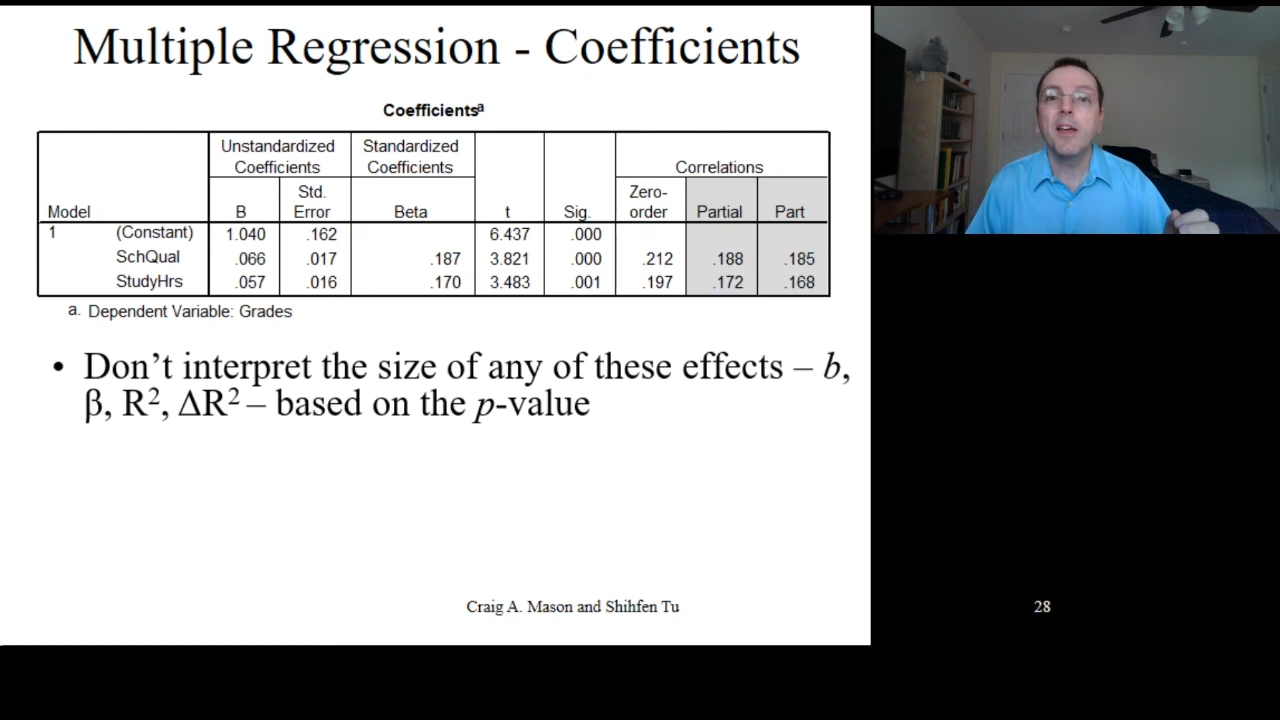 Multiple Regression - Coefficients
Coefficientsa
Unstandardized Coefficients Standardized Coefficients Correlations
Model B Std. Error Beta t Sig. Zero-order Partial Part
1 (Constant) 1.040 .162 6.437 .000
SchQual .066 .017 .187 3.821 .000 .212 .188 .185
StudyHrs .057 .016 .170 3.483 .001 .197 .172 .168
a. Dependent Variable: Grades
• Don't interpret the size of any of these effects – b,
β, R², ΔR² – based on the p-value
Craig A. Mason and Shihfen Tu
28